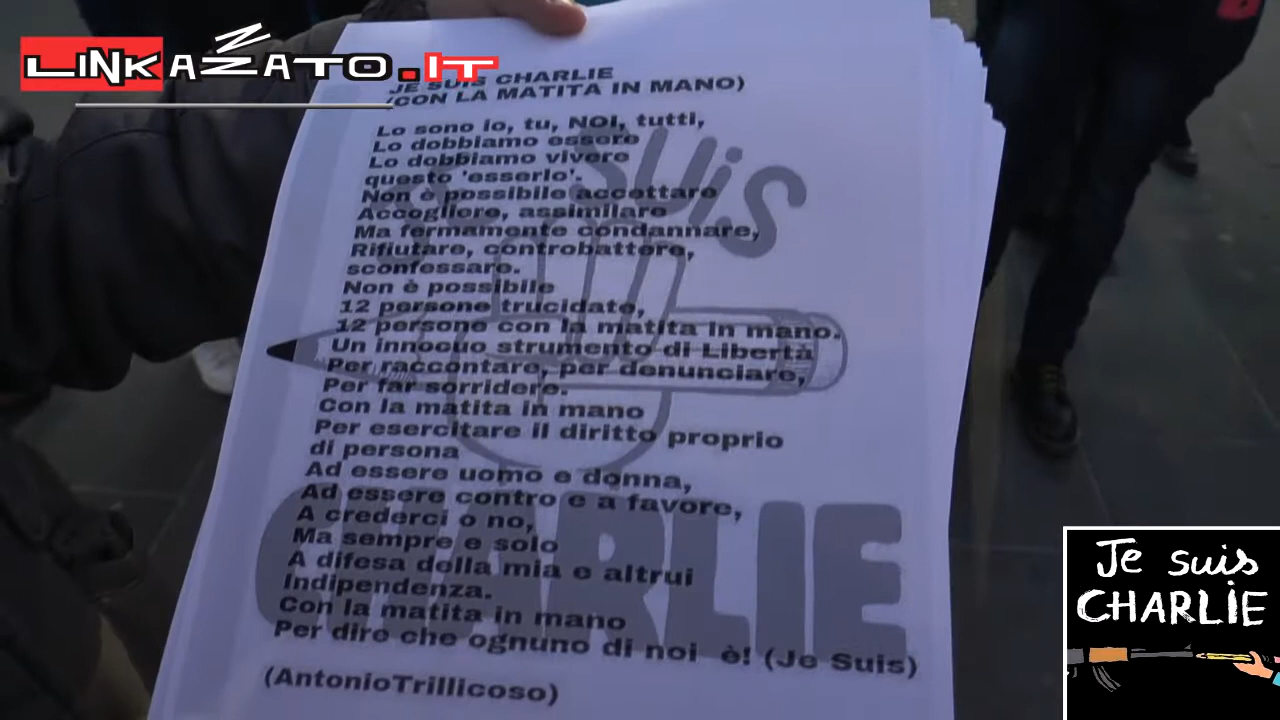 LINKAZZATO.IT
JE SUIS CHARLIE
(CON LA MATITA IN MANO)
Lo sono io, tu, NOI, tutti,
Lo dobbiamo essere
Lo dobbiamo vivere
questo 'esserlo'.
Non è possibile accettare
Accogliere, assimilare
Ma fermamente condannare,
Rifiutare, controbattere,
sconfessare.
Non è possibile
12 persone trucidate,
12 persone con la matita in mano.
Un innocuo strumento di Libertà
Per raccontare, per denunciare,
Per far sorridere.
Con la matita in mano
Per esercitare il diritto proprio
di persona
Ad essere uomo e donna,
Ad essere contro e a favore,
A crederci o no,
Ma sempre e solo
A difesa della mia e altrui
Indipendenza.
Con la matita in mano
Per dire che ognuno di noi è! (Je Suis)
(AntonioTrillicoso)
Je SUiS
CHARLIE
Je suis
CHARLIE